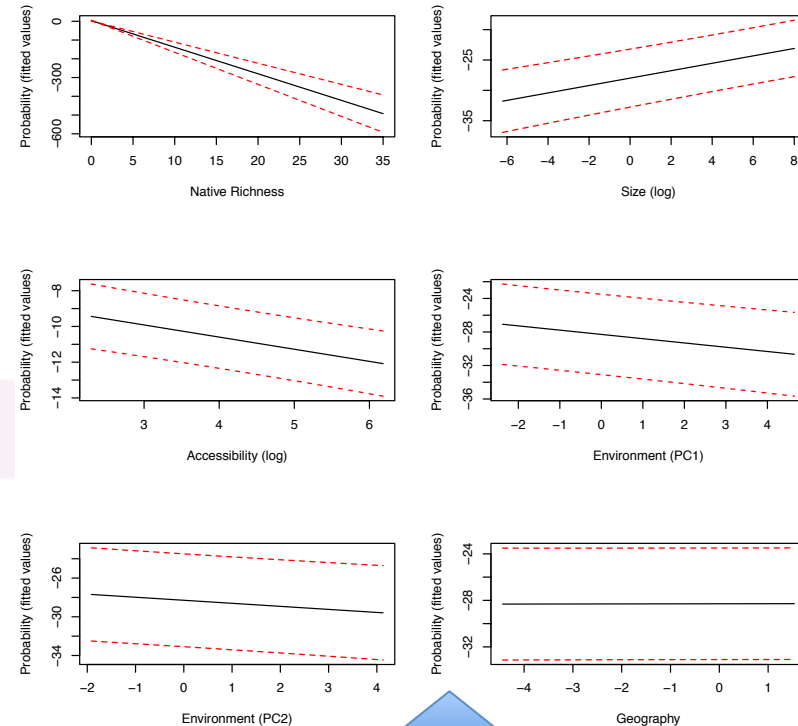 Probability (fitted values)
0
−300
−600
0 5 10 15 20 25 30 35
Native Richness
Probability (fitted values)
−25
−35
−6 −4 −2 0 2 4 6 8
Size (log)
Probability (fitted values)
−8
−10
−12
−14
3 4 5 6
Accessibility (log)
Probability (fitted values)
−24
−28
−32
−36
−2 −1 0 1 2 3 4
Environment (PC1)
Probability (fitted values)
−26
−30
−34
−2 −1 0 1 2 3 4
Environment (PC2)
Probability (fitted values)
−24
−28
−32
−4 −3 −2 −1 0 1
Geography